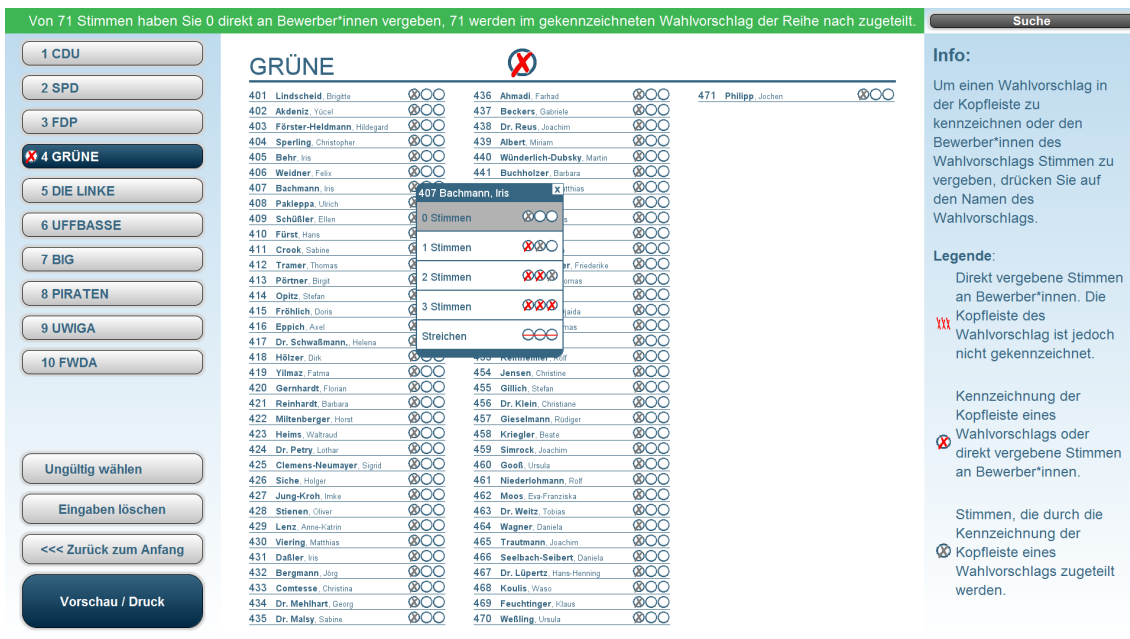 Von 71 Stimmen haben Sie 0 direkt an Bewerber*innen vergeben, 71 werden im gekennzeichneten Wahlvorschlag der Reihe nach zugeteilt.
Suche
1 CDU
2 SPD
3 FDP
4 GRÜNE
5 DIE LINKE
6 UFFBASSE
7 BIG
8 PIRATEN
9 UWIGA
10 FWDA
Ungültig wählen
Eingaben löschen
<<< Zurück zum Anfang
Vorschau / Druck
GRÜNE
401 Lindscheid, Brigitte
402 Akdeniz, Yücel
403 Förster-Heldmann, Hildegard
404 Sperling, Christopher
405 Behr, Iris
406 Weidner, Felix
407 Bachmann, Iris
408 Pakleppa, Ulrich
409 Schüßler, Ellen
410 Fürst, Hans
411 Crook, Sabine
412 Tramer, Thomas
413 Pörtner, Birgit
414 Opitz, Stefan
415 Fröhlich, Doris
416 Eppich, Axel
417 Dr. Schwaßmann,, Helena
418 Hölzer, Dirk
419 Yilmaz, Fatma
420 Gernhardt, Florian
421 Reinhardt, Barbara
422 Miltenberger, Horst
423 Heims, Waltraud
424 Dr. Petry, Lothar
425 Clemens-Neumayer, Sigrid
426 Siche, Holger
427 Jung-Kroh, Imke
428 Stienen, Oliver
429 Lenz, Anne-Katrin
430 Viering, Matthias
431 Daßler, Iris
432 Bergmann, Jörg
433 Comtesse, Christina
434 Dr. Mehlhart, Georg
435 Dr. Malsy, Sabine
436 Ahmadi, Farhad
437 Beckers, Gabriele
438 Dr. Reus, Joachim
439 Albert, Miriam
440 Wünderlich-Dubsky, Martin
441 Buchholzer, Barbara
407 Bachmann, Iris
x
0 Stimmen
1 Stimmen
2 Stimmen
3 Stimmen
Streichen
Friederike
454 Jensen, Christine
455 Gillich, Stefan
456 Dr. Klein, Christiane
457 Gieselmann, Rüdiger
458 Kriegler, Beate
459 Simrock, Joachim
460 Gooß, Ursula
461 Niederlohmann, Rolf
462 Moos, Eva-Franziska
463 Dr. Weitz, Tobias
464 Wagner, Daniela
465 Trautmann, Joachim
466 Seelbach-Seibert, Daniela
467 Dr. Lüpertz, Hans-Henning
468 Koulis, Waso
469 Feuchtinger, Klaus
470 Weßling, Ursula
471 Philipp, Jochen
Info:
Um einen Wahlvorschlag in
der Kopfleiste zu
kennzeichnen oder den
Bewerber*innen des
Wahlvorschlags Stimmen zu
vergeben, drücken Sie auf
den Namen des
Wahlvorschlags.
Legende:
Direkt vergebene Stimmen
an Bewerber*innen. Die
Kopfleiste des
Wahlvorschlag ist jedoch
nicht gekennzeichnet.
Kennzeichnung der
Kopfleiste eines
Wahlvorschlags oder
direkt vergebene Stimmen
an Bewerber*innen.
Stimmen, die durch die
Kennzeichnung der
Kopfleiste eines
Wahlvorschlags zugeteilt
werden.